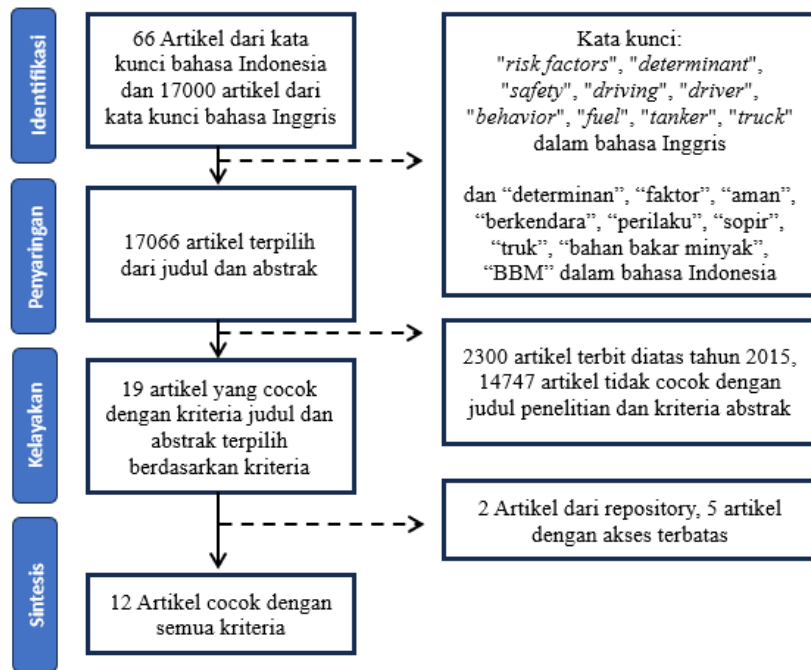 Identifikasi
66 Artikel dari kata
kunci bahasa Indonesia
dan 17000 artikel dari
kata kunci bahasa Inggris
Kata kunci:
"risk factors", "determinant",
"safety", "driving", "driver",
"behavior", "fuel", "tanker", "truck"
dalam bahasa Inggris
dan “determinan”, “faktor”, “aman”,
“berkendara”, “perilaku”, “sopir”,
“truk”, “bahan bakar minyak”,
“BBM” dalam bahasa Indonesia
Penyaringan
17066 artikel terpilih
dari judul dan abstrak
2300 artikel terbit diatas tahun 2015,
14747 artikel tidak cocok dengan
judul penelitian dan kriteria abstrak
Kelayakan
19 artikel yang cocok
dengan kriteria judul dan
abstrak terpilih
berdasarkan kriteria
2 Artikel dari repository, 5 artikel
dengan akses terbatas
Sintesis
12 Artikel cocok dengan
semua kriteria